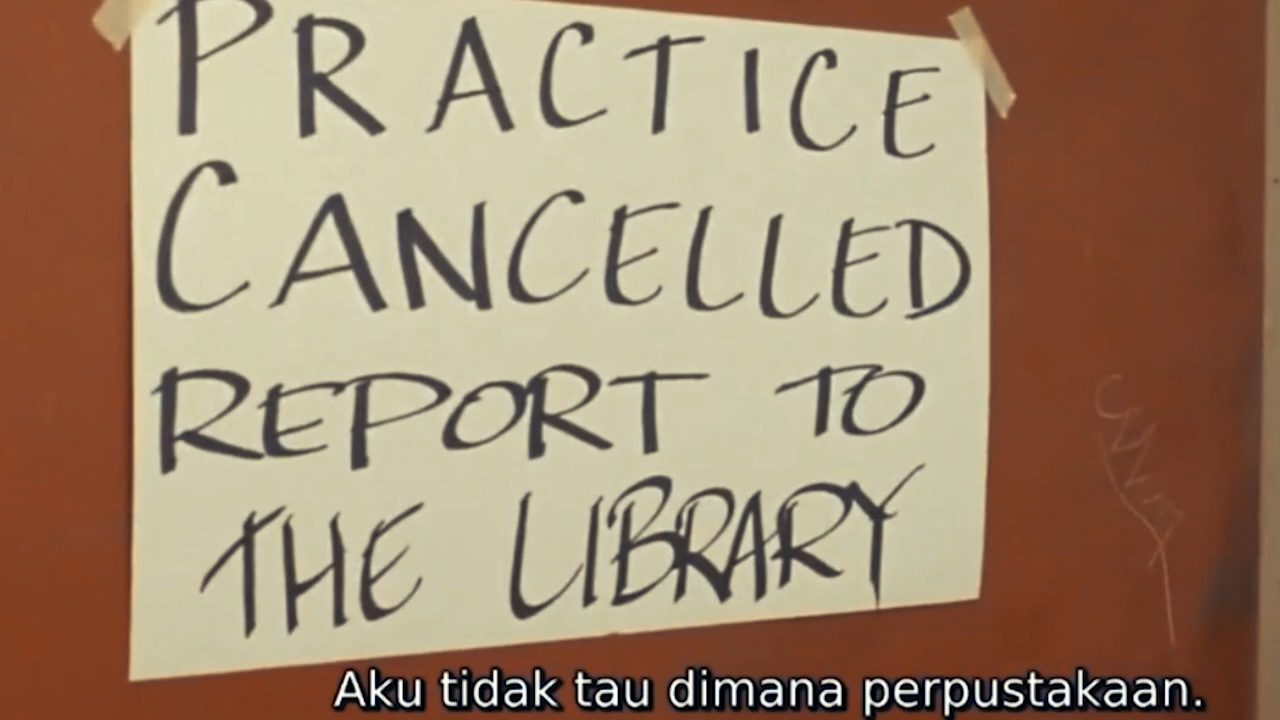 PRACTICE
CANCELLED
REPORT TO
THE LIBRARY
Aku tidak tau dimana perpustakaan.